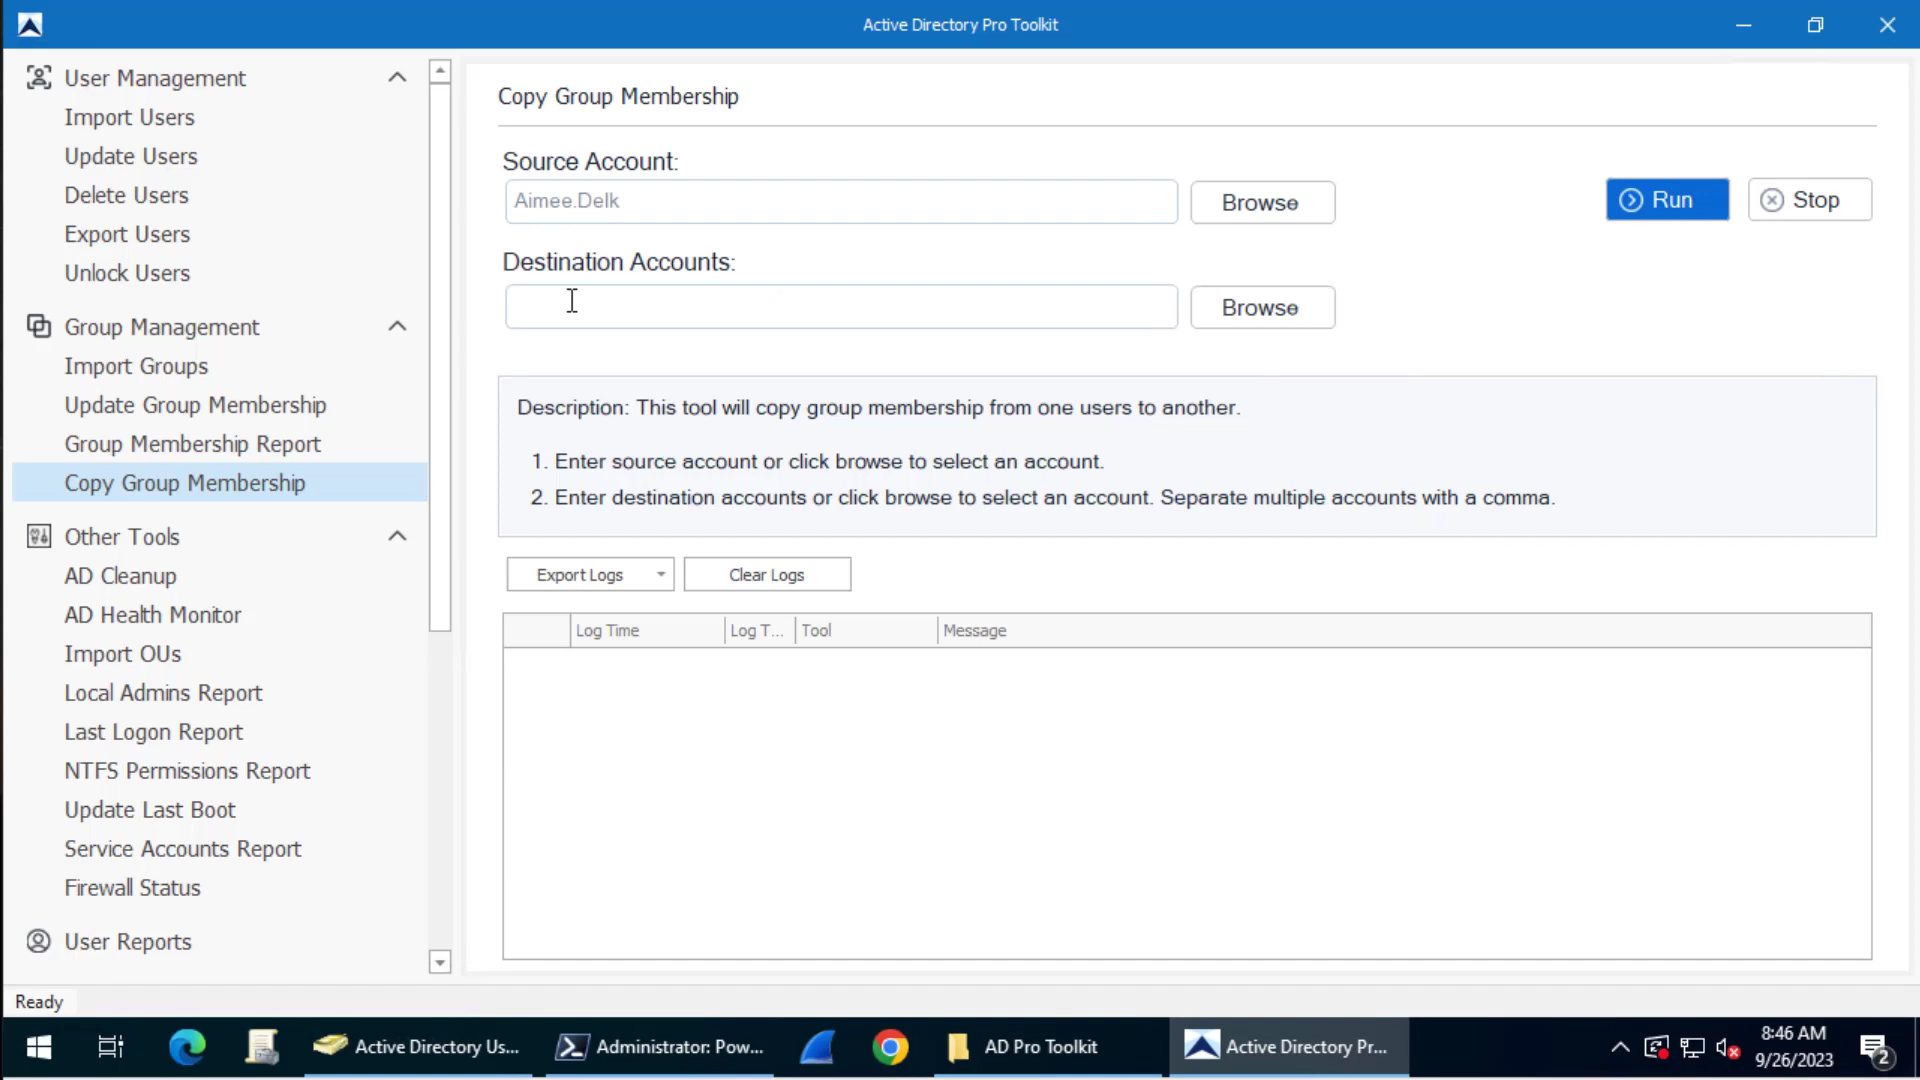 Active Directory Pro Toolkit
User Management
Import Users
Update Users
Delete Users
Export Users
Unlock Users
Group Management
Import Groups
Update Group Membership
Group Membership Report
Copy Group Membership
Other Tools
AD Cleanup
AD Health Monitor
Import OUs
Local Admins Report
Last Logon Report
NTFS Permissions Report
Update Last Boot
Service Accounts Report
Firewall Status
User Reports
Copy Group Membership
Source Account:
Aimee.Delk
Browse
Run
Stop
Destination Accounts:
Browse
Description: This tool will copy group membership from one users to another.
1. Enter source account or click browse to select an account.
2. Enter destination accounts or click browse to select an account. Separate multiple accounts with a comma.
Export Logs
Clear Logs
Log Time
Log T...
Tool
Message
Ready
Active Directory Us...
Administrator: Pow...
AD Pro Toolkit
Active Directory Pr...
8:46 AM
9/26/2023
2